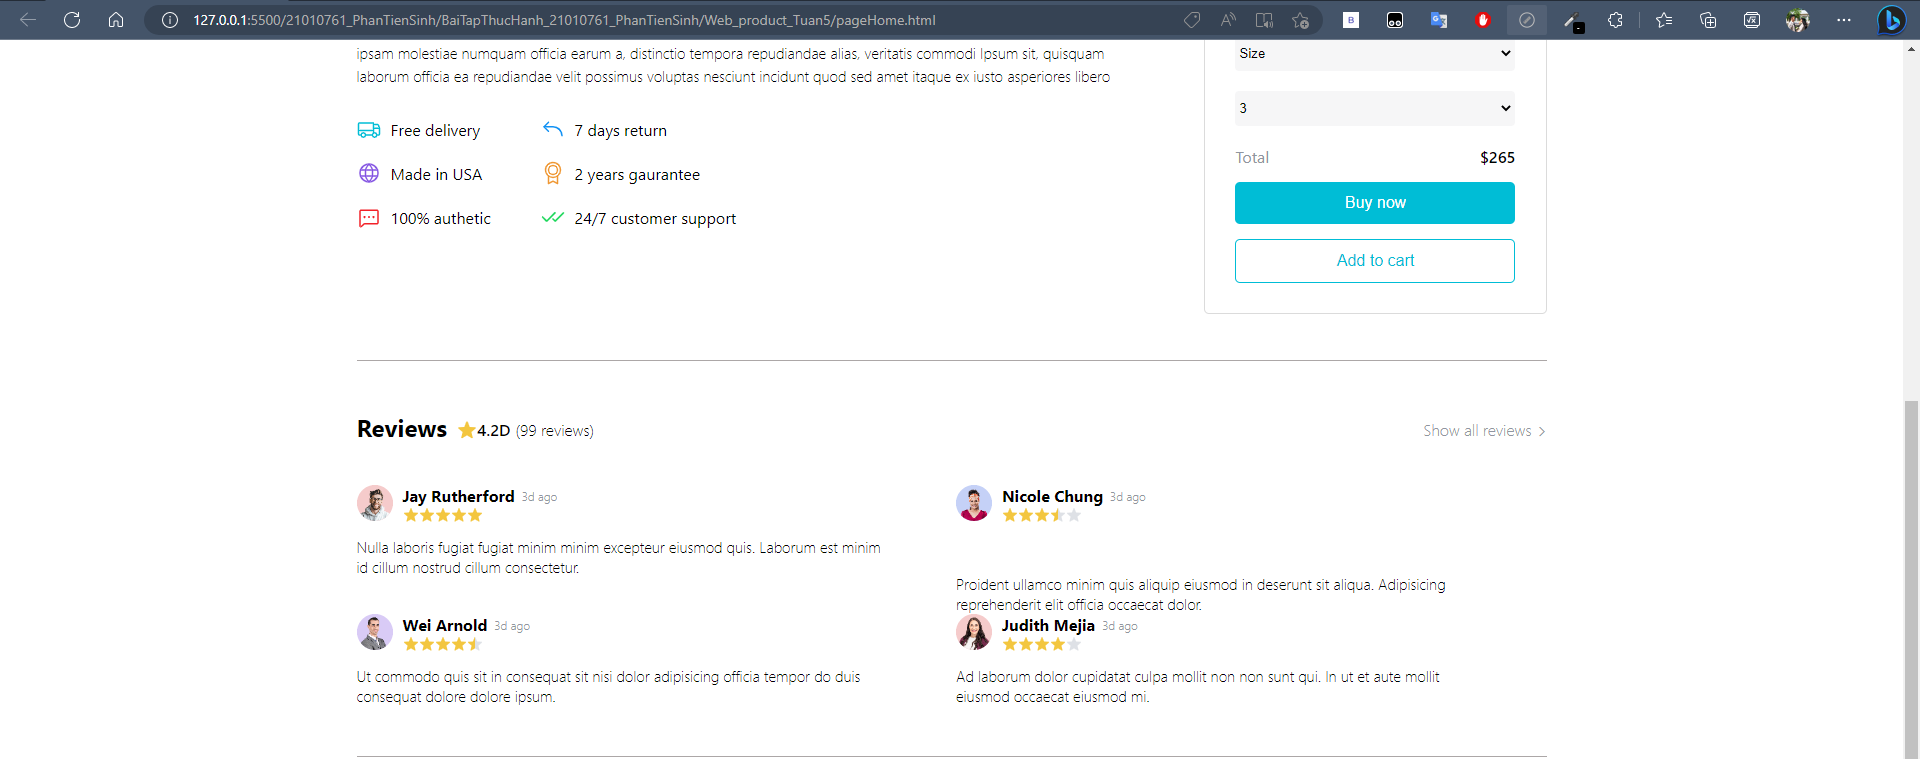 127.0.0.1:5500/21010761_PhanTienSinh/BaiTapThucHanh_21010761_PhanTienSinh/Web_product_Tuan5/pageHome.html
ipsam molestiae numquam officia earum a, distinctio tempora repudiandae alias, veritatis commodi Ipsum sit, quisquam
laborum officia ea repudiandae velit possimus voluptas nesciunt incidunt quod sed amet itaque ex iusto asperiores libero
Size
3
Free delivery
7 days return
Made in USA
2 years gaurantee
100% authetic
24/7 customer support
Total $265
Buy now
Add to cart
Reviews 4.2D (99 reviews)
Show all reviews >
Jay Rutherford 3d ago
Nulla laboris fugiat fugiat minim minim excepteur eiusmod quis. Laborum est minim
id cillum nostrud cillum consectetur.
Nicole Chung 3d ago
Proident ullamco minim quis aliquip eiusmod in deserunt sit aliqua. Adipisicing
reprehenderit elit officia occaecat dolor.
Wei Arnold 3d ago
Ut commodo quis sit in consequat sit nisi dolor adipisicing officia tempor do duis
consequat dolore dolore ipsum.
Judith Mejia 3d ago
Ad laborum dolor cupidatat culpa mollit non non sunt qui. In ut et aute mollit
eiusmod occaecat eiusmod mi.